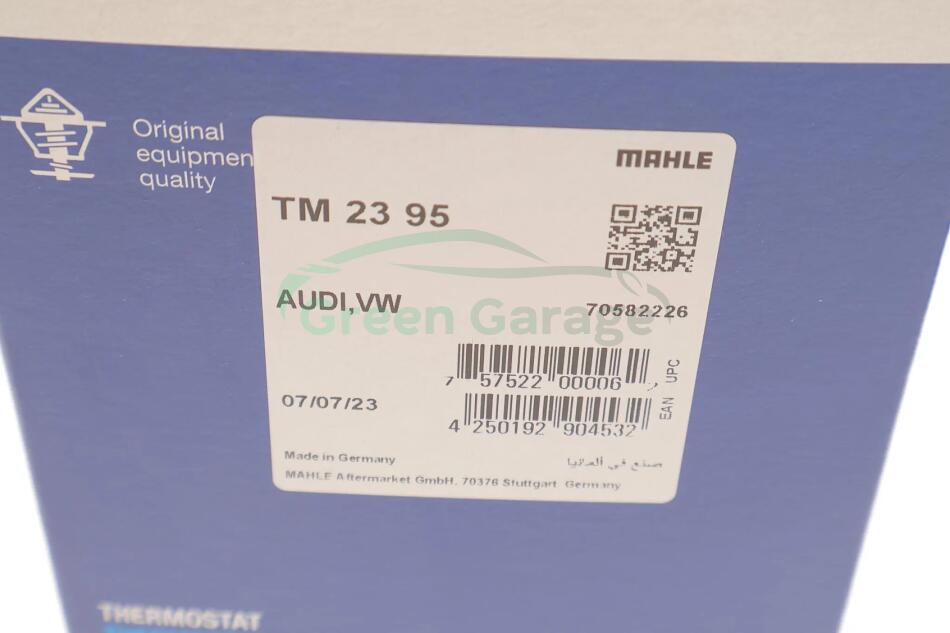 Original
equipmen
quality
MAHLE
TM 23 95
AUDI,VW
70582226
Green Garage
7 57522 00006
UPC
07/07/23
4 250192 904532
EAN
Made in Germany
صنع في ألمانيا
MAHLE Aftermarket GmbH, 70376 Stuttgart Germany
THERMOSTAT